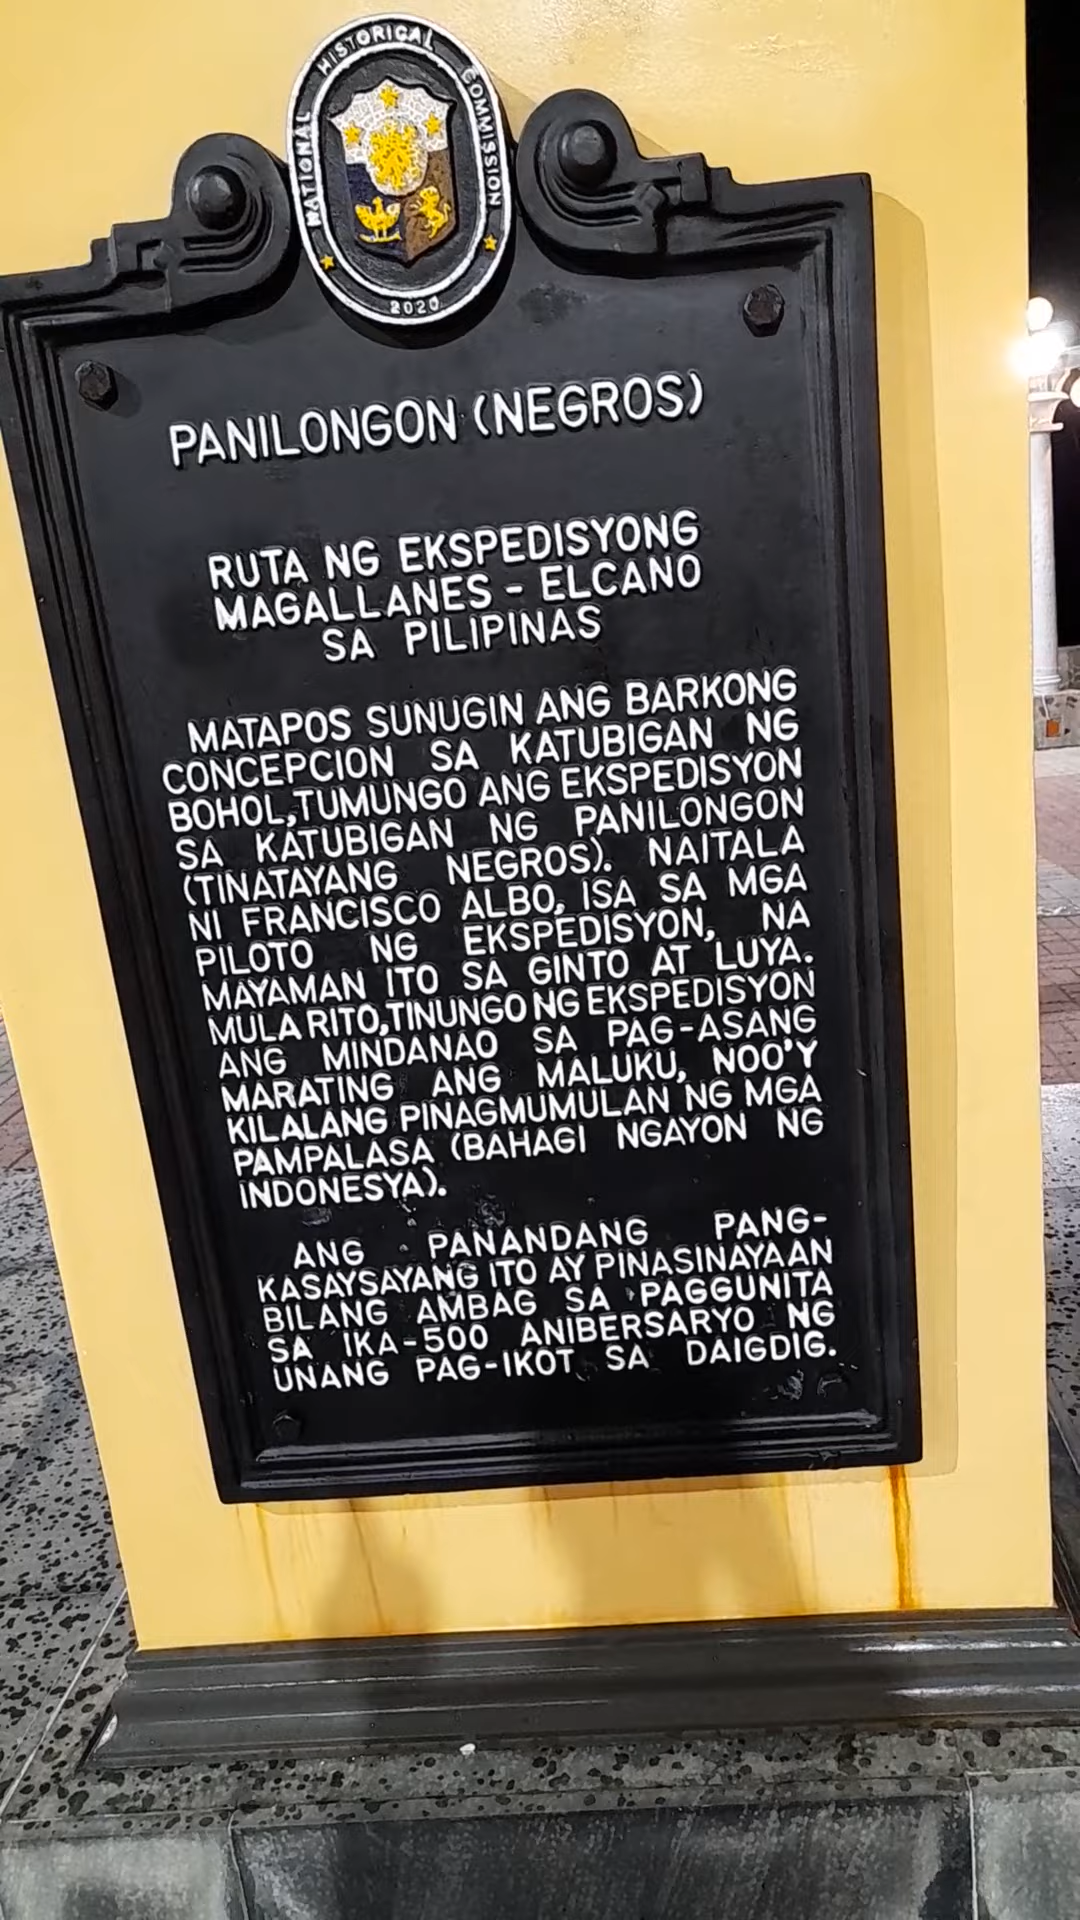 NATIONAL HISTORICAL COMMISSION
2020
PANILONGON (NEGROS)
RUTA NG EKSPEDISYONG
MAGALLANES - ELCANO
SA PILIPINAS
MATAPOS SUNUGIN ANG BARKONG
CONCEPCION SA KATUBIGAN NG
BOHOL, TUMUNGO ANG EKSPEDISYON
SA KATUBIGAN NG PANILONGON
(TINATAYANG NEGROS). NAITALA
NI FRANCISCO ALBO, ISA SA MGA
PILOTO NG EKSPEDISYON, NA
MAYAMAN ITO SA GINTO AT LUYA.
MULA RITO, TINUNGO NG EKSPEDISYON
ANG MINDANAO SA PAG-ASANG
MARATING ANG MALUKU, NOO'Y
KILALANG PINAGMUMULAN NG MGA
PAMPALASA (BAHAGI NGAYON NG
INDONESYA).
ANG PANANDANG PANG-
KASAYSAYANG ITO AY PINASINAYAAN
BILANG AMBAG SA PAGGUNITA
SA IKA-500 ANIBERSARYO NG
UNANG PAG-IKOT SA DAIGDIG.